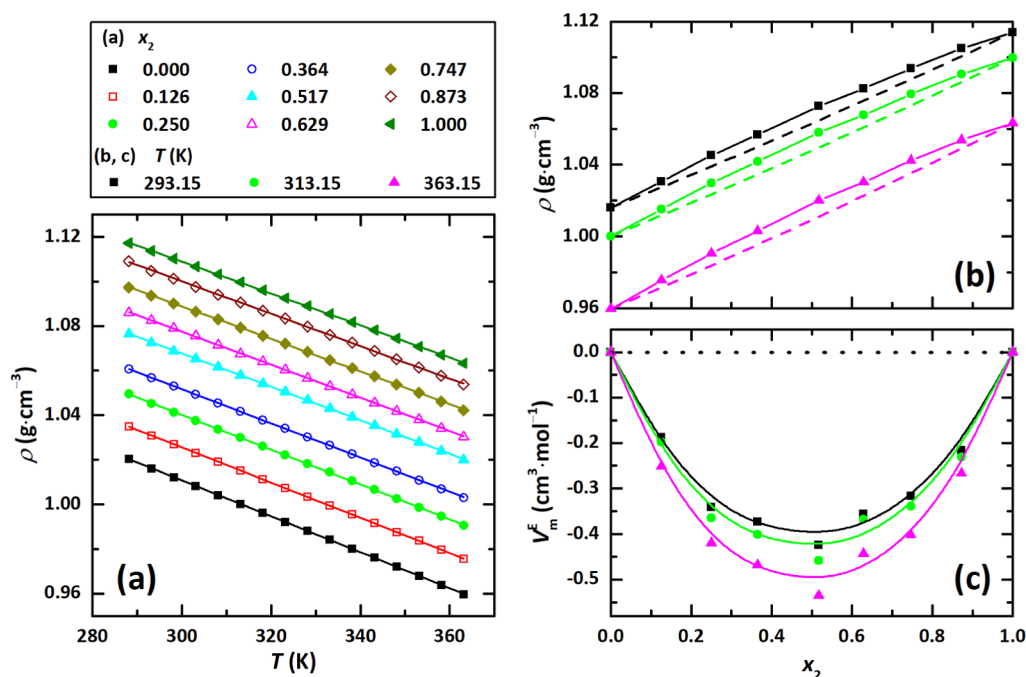 (a) x₂
0.000 0.364 0.747
0.126 0.517 0.873
0.250 0.629 1.000
(b, c) T (K)
293.15 313.15 363.15
1.12
1.08
1.04
1.00
0.96
ρ (g·cm⁻³)
(a)
280 300 320 340 360
T (K)
1.12
1.08
1.04
1.00
0.96
ρ (g·cm⁻³)
(b)
0.0
-0.1
-0.2
-0.3
-0.4
-0.5
Vₘᴱ (cm³·mol⁻¹)
(c)
0.0 0.2 0.4 0.6 0.8 1.0
x₂